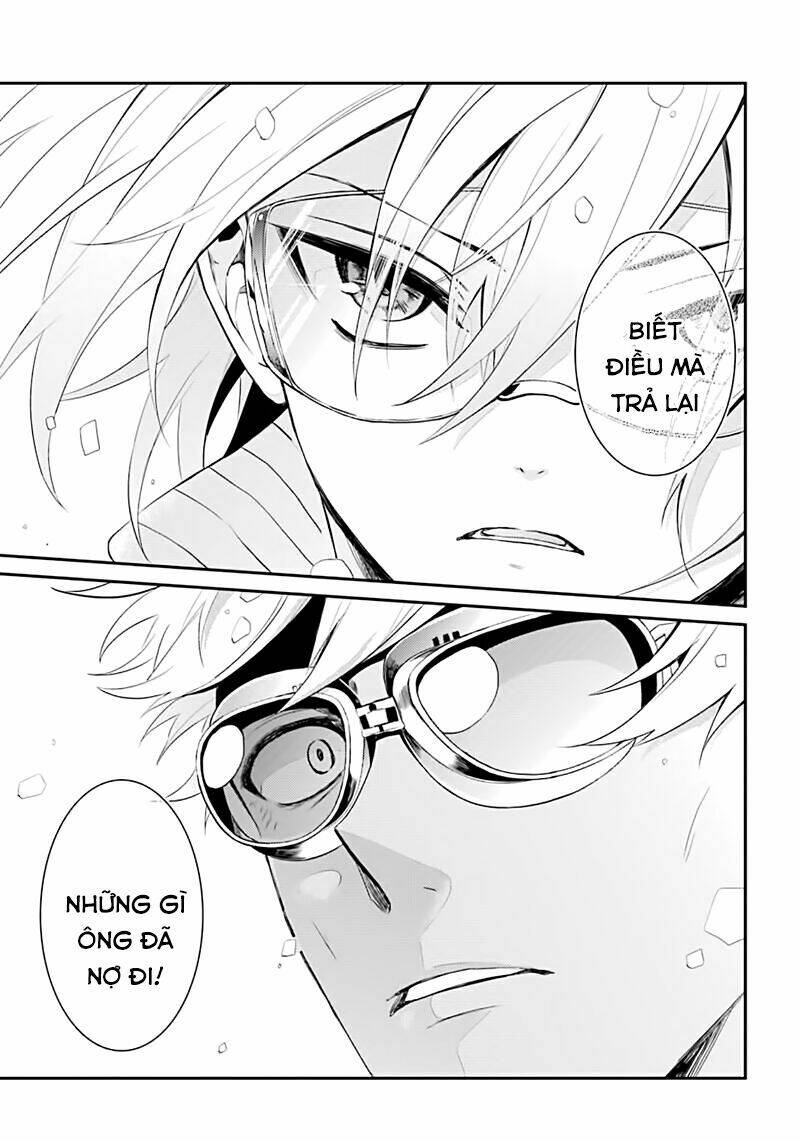 BIẾT
ĐIỀU MÀ
TRẢ LẠI
NHỮNG GÌ
ÔNG ĐÃ
NỢ ĐI!